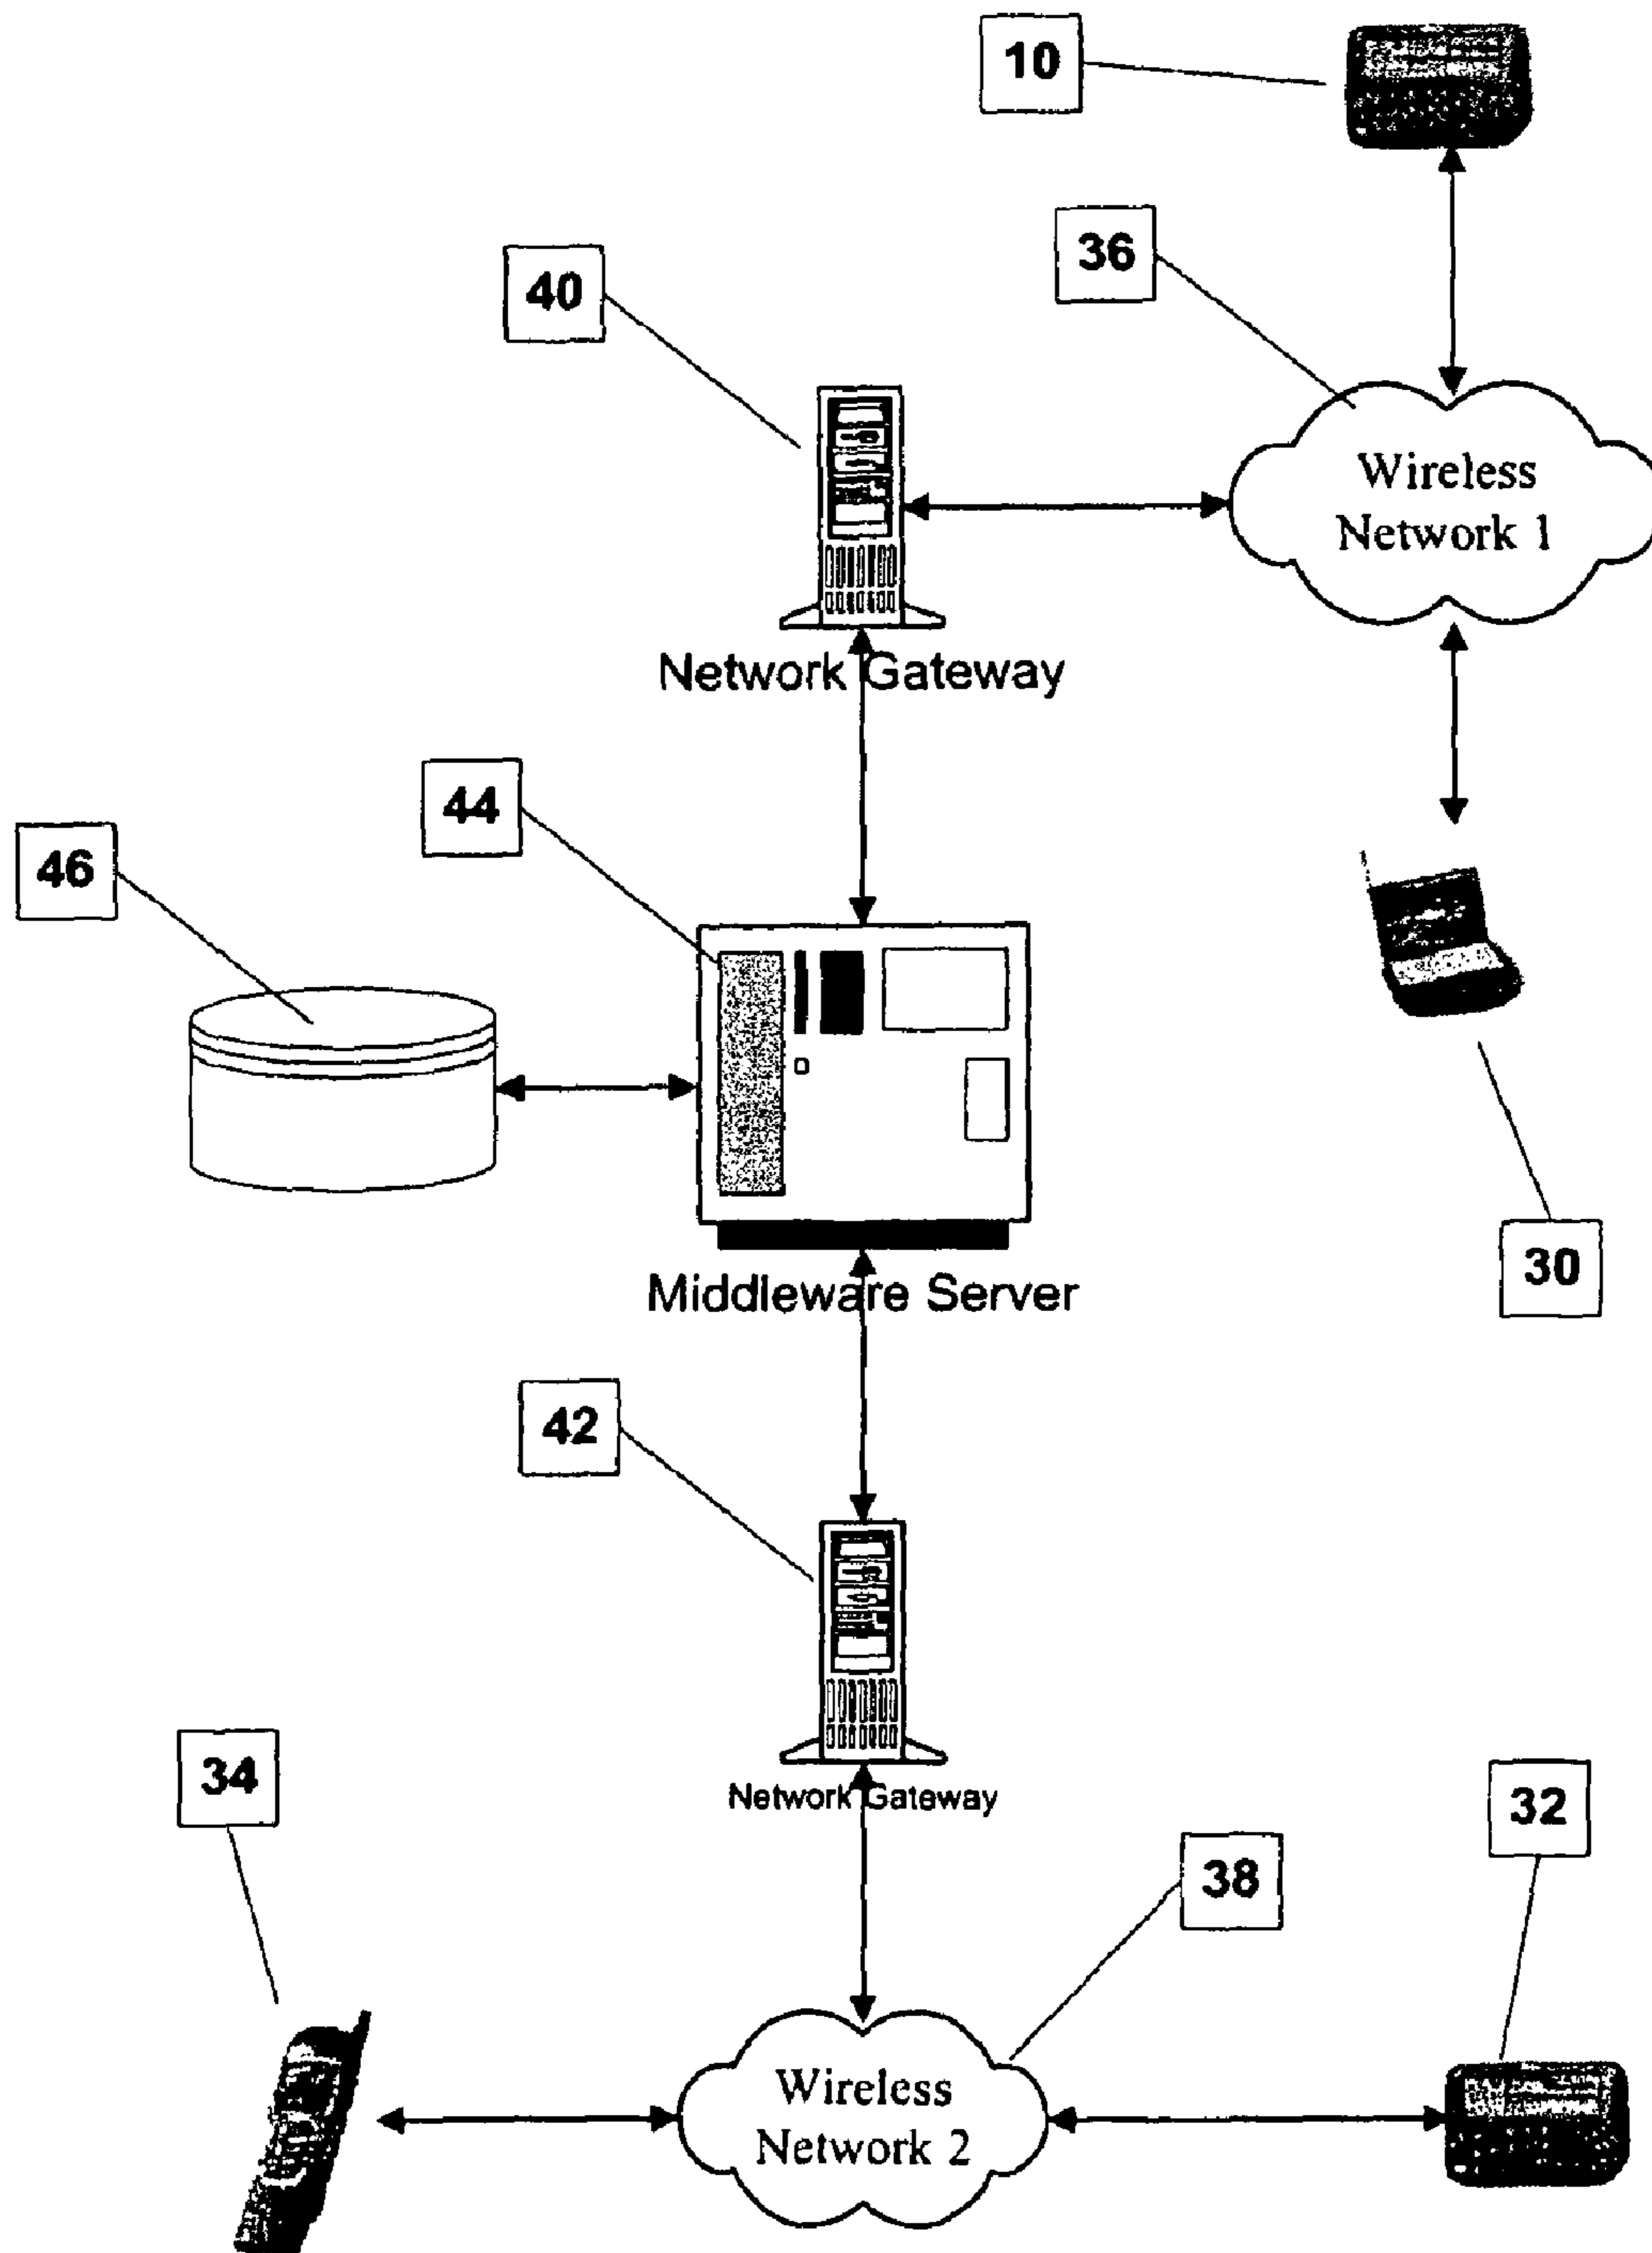 10
36
40
Wireless
Network 1
Network Gateway
44
46
30
Middleware Server
42
34
Network Gateway
32
38
Wireless
Network 2